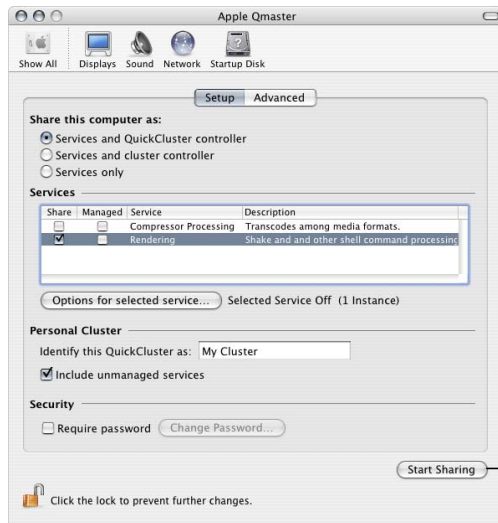 Apple Qmaster
Show All Displays Sound Network Startup Disk
Setup Advanced
Share this computer as:
Services and QuickCluster controller
Services and cluster controller
Services only
Services
Share Managed Service Description
Compressor Processing Transcodes among media formats.
Rendering Shake and and other shell command processing
Options for selected service... Selected Service Off (1 Instance)
Personal Cluster
Identify this QuickCluster as: My Cluster
Include unmanaged services
Security
Require password Change Password...
Start Sharing
Click the lock to prevent further changes.